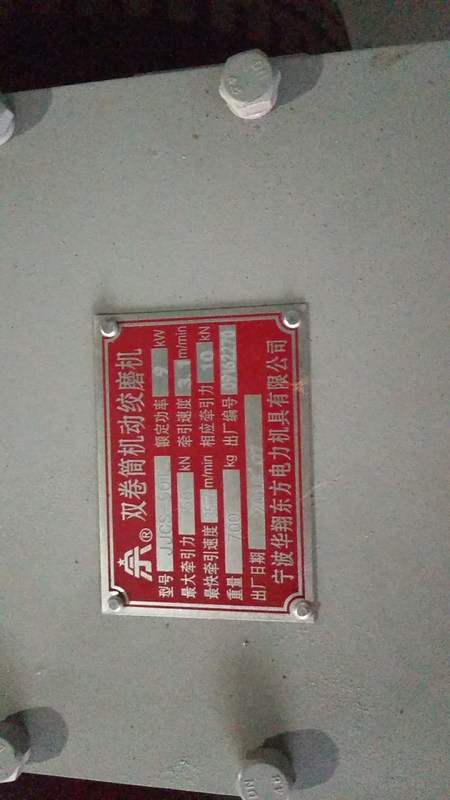 ® 双卷筒机动绞磨机
型号 JJCS-50 额定功率 9 kW
最大牵引力 50 kN 牵引速度 m/min
最快牵引速度 m/min 相应牵引力 10 kN
重量 700 kg 出厂编号 09162270
出厂日期
宁波华翔东方电力机具有限公司